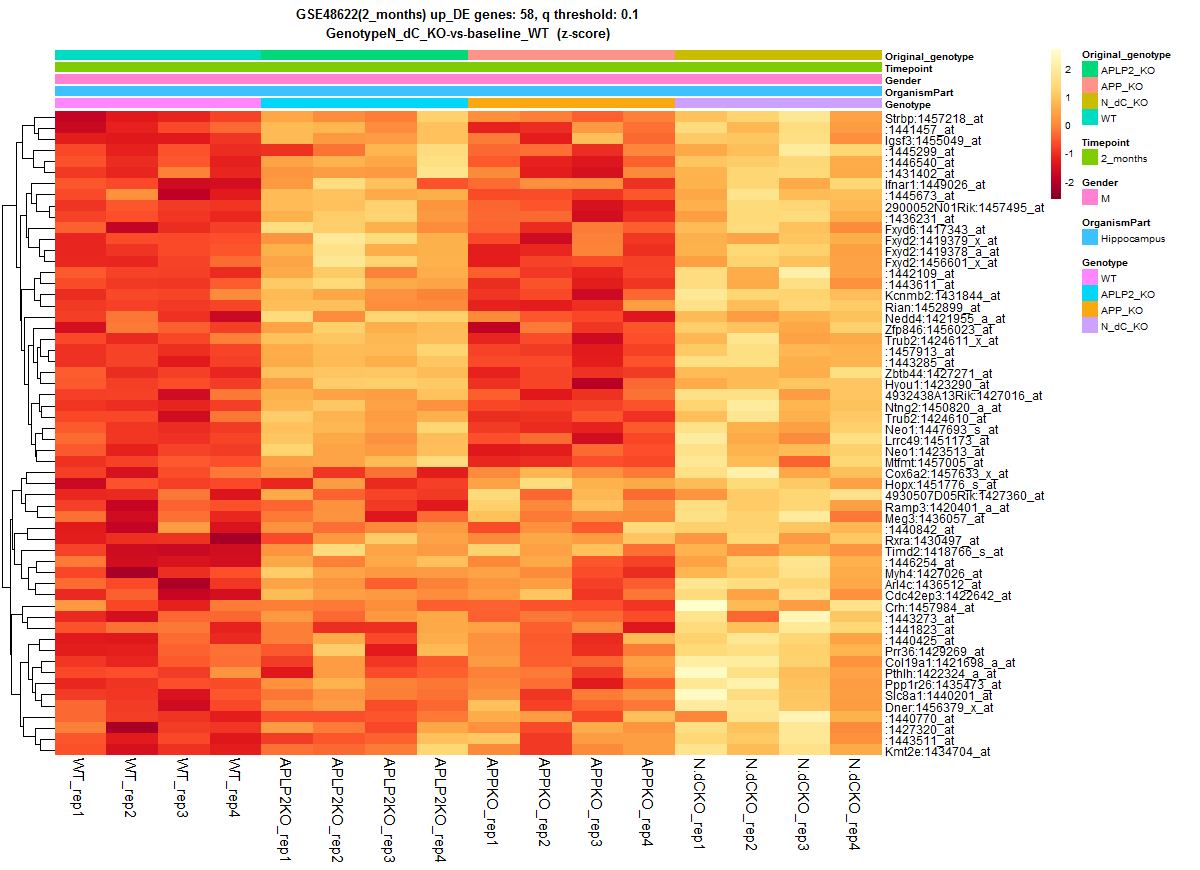 GSE48622(2_months) up_DE genes: 58, q threshold: 0.1
GenotypeN_dC_KO-vs-baseline_WT (z-score)
Original_genotype
Timepoint
Gender
OrganismPart
Genotype
Strbp:1457218_at
:1441457_at
Igsf3:1455049_at
:1445299_at
:1446540_at
:1431402_at
Ifnar1:1449026_at
:1445673_at
2900052N01Rik:1457495_at
:1436231_at
Fxyd6:1417343_at
Fxyd2:1419379_x_at
Fxyd2:1419378_a_at
Fxyd2:1456601_x_at
:1442109_at
:1443611_at
Kcnmb2:1431844_at
Rian:1452899_at
Nedd4:1421955_a_at
Zfp846:1456023_at
Trub2:1424611_x_at
:1457913_at
:1443285_at
Zbtb44:1427271_at
Hyou1:1423290_at
4932438A13Rik:1427016_at
Ntng2:1450820_a_at
Trub2:1424610_at
Neo1:1447693_s_at
Lrrc49:1451173_at
Neo1:1423513_at
Mtfmt:1457005_at
Cox6a2:1457633_x_at
Hopx:1451776_s_at
4930507D05Rik:1427360_at
Ramp3:1420401_a_at
Meg3:1436057_at
:1440842_at
Rxra:1430497_at
Timd2:1418766_s_at
:1446254_at
Myh4:1427026_at
Arl4c:1436512_at
Cdc42ep3:1422642_at
Crh:1457984_at
:1443273_at
:1441823_at
:1440425_at
Prr36:1429269_at
Col19a1:1421698_a_at
Pthlh:1422324_a_at
Ppp1r26:1435473_at
Slc8a1:1440201_at
Dner:1456379_x_at
:1440770_at
:1427320_at
:1443511_at
Kmt2e:1434704_at
WT_rep1
WT_rep2
WT_rep3
WT_rep4
APLP2KO_rep1
APLP2KO_rep2
APLP2KO_rep3
APLP2KO_rep4
APPKO_rep1
APPKO_rep2
APPKO_rep3
APPKO_rep4
N.dCKO_rep1
N.dCKO_rep2
N.dCKO_rep3
N.dCKO_rep4
2
1
0
-1
-2
Original_genotype
APLP2_KO
APP_KO
N_dC_KO
WT
Timepoint
2_months
Gender
M
OrganismPart
Hippocampus
Genotype
WT
APLP2_KO
APP_KO
N_dC_KO